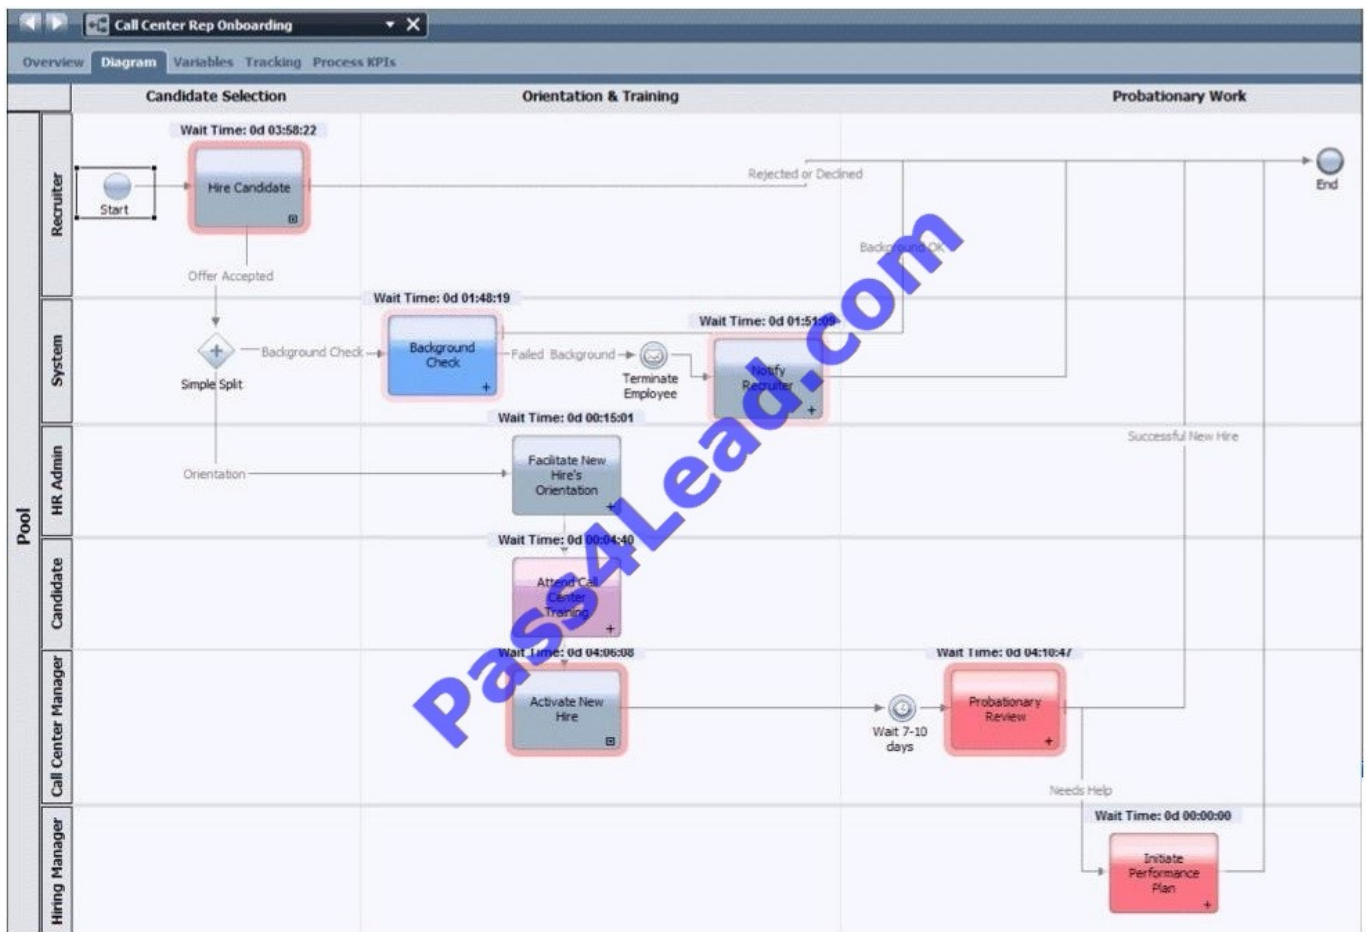 Call Center Rep Onboarding
Overview Diagram Variables Tracking Process KPIs
Candidate Selection Orientation & Training Probationary Work
Pool
Recruiter
Wait Time: 0d 03:58:22
Start
Hire Candidate
Rejected or Declined
End
Offer Accepted
Background OK
System
Wait Time: 0d 01:48:19
Wait Time: 0d 01:51:09
Simple Split
Background Check
Background
Check
Failed Background
Terminate
Employee
Notify
Recruiter
HR Admin
Wait Time: 0d 00:15:01
Orientation
Facilitate New
Hire's
Orientation
Successful New Hire
Candidate
Wait Time: 0d 00:04:40
Attend Call
Center
Training
Call Center Manager
Wait Time: 0d 04:06:08
Activate New
Hire
Wait 7-10
days
Wait Time: 0d 04:10:47
Probationary
Review
Needs Help
Hiring Manager
Wait Time: 0d 00:00:00
Initiate
Performance
Plan
Pass4Lead.com